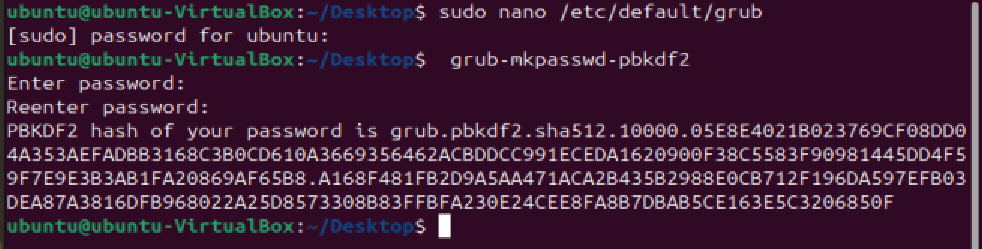 ubuntu@ubuntu-VirtualBox:~/Desktop$ sudo nano /etc/default/grub
[sudo] password for ubuntu:
ubuntu@ubuntu-VirtualBox:~/Desktop$  grub-mkpasswd-pbkdf2
Enter password:
Reenter password:
PBKDF2 hash of your password is grub.pbkdf2.sha512.10000.05E8E4021B023769CF08DD0
4A353AEFADBB3168C3B0CD610A3669356462ACBDDCC991ECEDA1620900F38C5583F90981445DD4F5
9F7E9E3B3AB1FA20869AF65B8.A168F481FB2D9A5AA471ACA2B435B2988E0CB712F196DA597EFB03
DEA87A3816DFB968022A25D8573308B83FFBFA230E24CEE8FA8B7DBAB5CE163E5C3206850F
ubuntu@ubuntu-VirtualBox:~/Desktop$